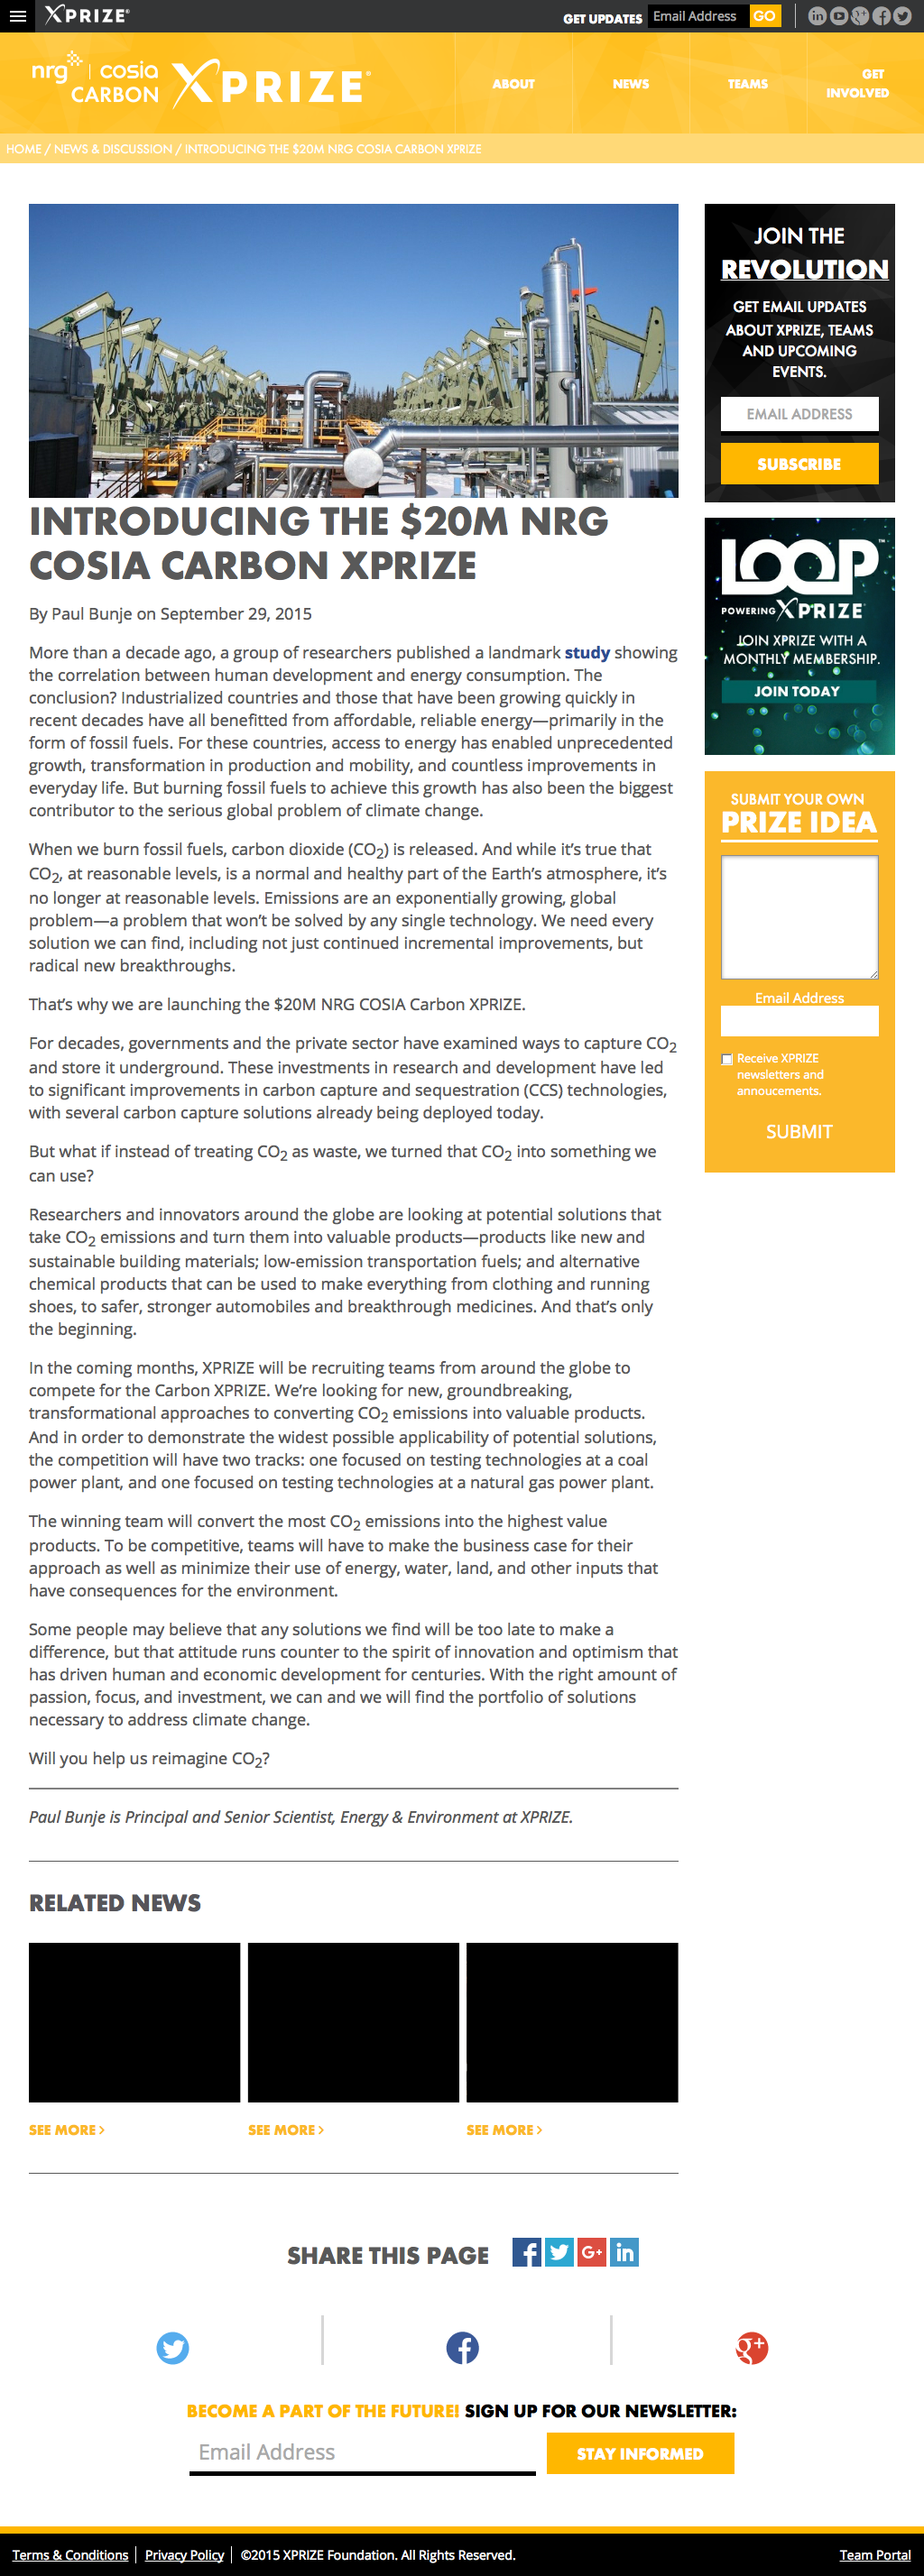 XPRIZE®
GET UPDATES
Email Address
GO
nrg | cosia
CARBON
XPRIZE®
ABOUT
NEWS
TEAMS
GET
INVOLVED
HOME / NEWS & DISCUSSION / INTRODUCING THE $20M NRG COSIA CARBON XPRIZE
INTRODUCING THE $20M NRG
COSIA CARBON XPRIZE
By Paul Bunje on September 29, 2015
More than a decade ago, a group of researchers published a landmark study showing
the correlation between human development and energy consumption. The
conclusion? Industrialized countries and those that have been growing quickly in
recent decades have all benefitted from affordable, reliable energy—primarily in the
form of fossil fuels. For these countries, access to energy has enabled unprecedented
growth, transformation in production and mobility, and countless improvements in
everyday life. But burning fossil fuels to achieve this growth has also been the biggest
contributor to the serious global problem of climate change.
When we burn fossil fuels, carbon dioxide (CO₂) is released. And while it's true that
CO₂, at reasonable levels, is a normal and healthy part of the Earth's atmosphere, it's
no longer at reasonable levels. Emissions are an exponentially growing, global
problem—a problem that won't be solved by any single technology. We need every
solution we can find, including not just continued incremental improvements, but
radical new breakthroughs.
That's why we are launching the $20M NRG COSIA Carbon XPRIZE.
For decades, governments and the private sector have examined ways to capture CO₂
and store it underground. These investments in research and development have led
to significant improvements in carbon capture and sequestration (CCS) technologies,
with several carbon capture solutions already being deployed today.
But what if instead of treating CO₂ as waste, we turned that CO₂ into something we
can use?
Researchers and innovators around the globe are looking at potential solutions that
take CO₂ emissions and turn them into valuable products—products like new and
sustainable building materials; low-emission transportation fuels; and alternative
chemical products that can be used to make everything from clothing and running
shoes, to safer, stronger automobiles and breakthrough medicines. And that's only
the beginning.
In the coming months, XPRIZE will be recruiting teams from around the globe to
compete for the Carbon XPRIZE. We're looking for new, groundbreaking,
transformational approaches to converting CO₂ emissions into valuable products.
And in order to demonstrate the widest possible applicability of potential solutions,
the competition will have two tracks: one focused on testing technologies at a coal
power plant, and one focused on testing technologies at a natural gas power plant.
The winning team will convert the most CO₂ emissions into the highest value
products. To be competitive, teams will have to make the business case for their
approach as well as minimize their use of energy, water, land, and other inputs that
have consequences for the environment.
Some people may believe that any solutions we find will be too late to make a
difference, but that attitude runs counter to the spirit of innovation and optimism that
has driven human and economic development for centuries. With the right amount of
passion, focus, and investment, we can and we will find the portfolio of solutions
necessary to address climate change.
Will you help us reimagine CO₂?
Paul Bunje is Principal and Senior Scientist, Energy & Environment at XPRIZE.
JOIN THE
REVOLUTION
GET EMAIL UPDATES
ABOUT XPRIZE, TEAMS
AND UPCOMING
EVENTS.
EMAIL ADDRESS
SUBSCRIBE
LOOP™
POWERING XPRIZE
JOIN XPRIZE WITH A
MONTHLY MEMBERSHIP.
JOIN TODAY
SUBMIT YOUR OWN
PRIZE IDEA
Email Address
Receive XPRIZE
newsletters and
annoucements.
SUBMIT
RELATED NEWS
SEE MORE >
SEE MORE >
SEE MORE >
SHARE THIS PAGE
BECOME A PART OF THE FUTURE! SIGN UP FOR OUR NEWSLETTER:
Email Address
STAY INFORMED
Terms & Conditions | Privacy Policy | ©2015 XPRIZE Foundation. All Rights Reserved.
Team Portal